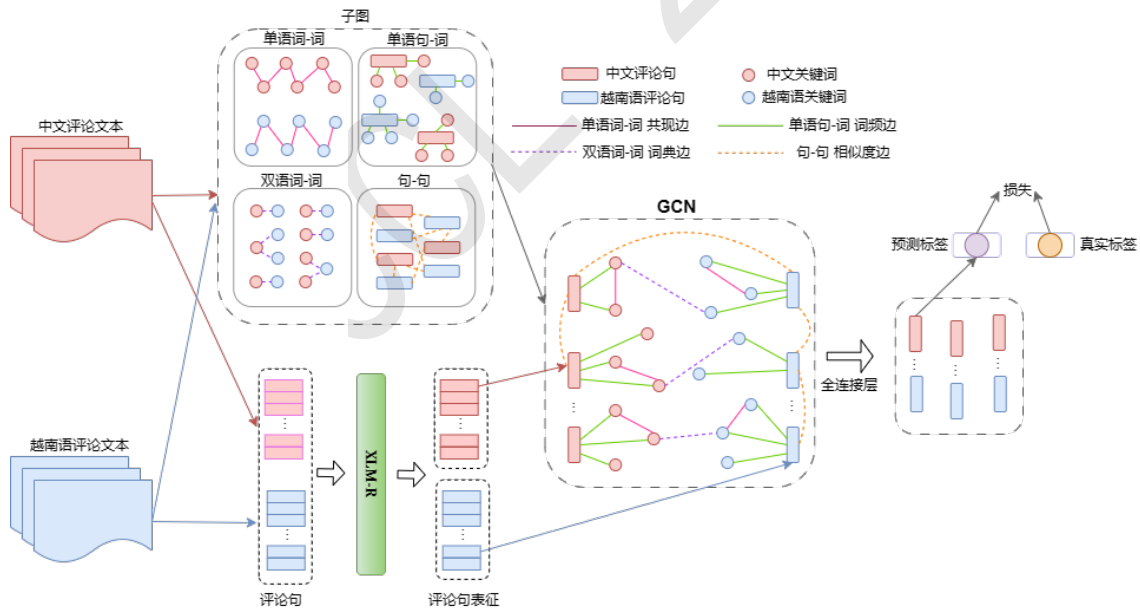 子图
单语词-词
单语句-词
双语词-词
句-句
中文评论句
中文关键词
越南语评论句
越南语关键词
单语词-词 共现边
单语句-词 词频边
双语词-词 词典边
句-句 相似度边
中文评论文本
越南语评论文本
XLM-R
评论句
评论句表征
GCN
全连接层
损失
预测标签
真实标签